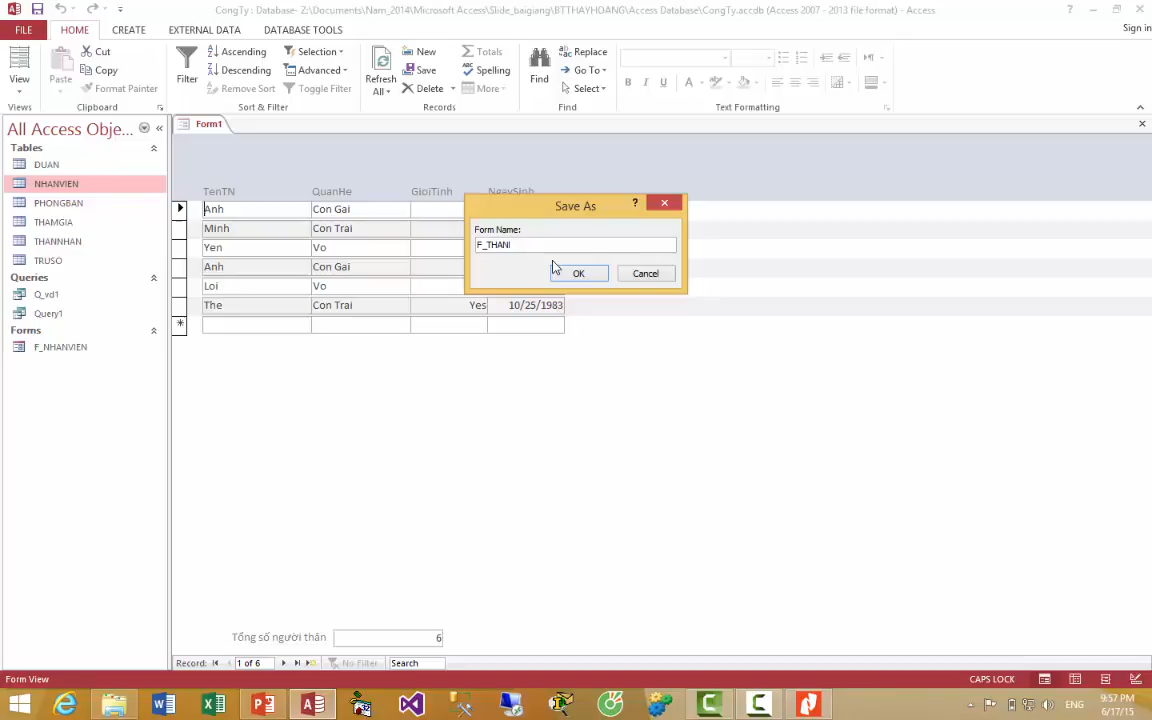 CongTy : Database- Z:\Documents\Nam_2014\Microsoft Access\Slide_baigiang\BTTHAYHOANG\Access Database\CongTy.accdb (Access 2007 - 2013 file format) - Access
FILE HOME CREATE EXTERNAL DATA DATABASE TOOLS Sign in
View
Views
Paste
Cut
Copy
Format Painter
Clipboard
Filter
Ascending
Descending
Remove Sort
Selection
Advanced
Toggle Filter
Sort & Filter
Refresh
All
New
Save
Delete
Totals
Spelling
More
Records
Find
Replace
Go To
Select
Find
B I U A
Text Formatting
All Access Obje...
Tables
DUAN
NHANVIEN
PHONGBAN
THAMGIA
THANNHAN
TRUSO
Queries
Q_vd1
Query1
Forms
F_NHANVIEN
Form1
TenTN QuanHe GioiTinh NgaySinh
Anh Con Gai
Minh Con Trai
Yen Vo
Anh Con Gai
Loi Vo
The Con Trai Yes 10/25/1983
Save As
Form Name:
F_THANI
OK Cancel
Tổng số người thân 6
Record: 1 of 6 No Filter Search
Form View CAPS LOCK
ENG 9:57 PM
6/17/15